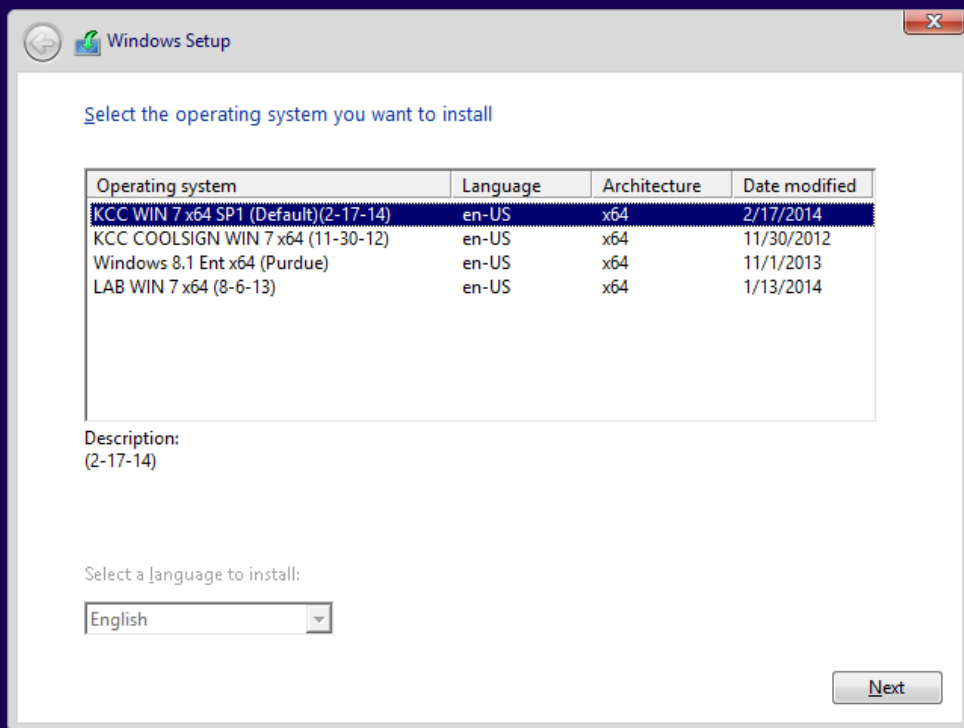 Windows Setup
Select the operating system you want to install
Operating system Language Architecture Date modified
KCC WIN 7 x64 SP1 (Default)(2-17-14) en-US x64 2/17/2014
KCC COOLSIGN WIN 7 x64 (11-30-12) en-US x64 11/30/2012
Windows 8.1 Ent x64 (Purdue) en-US x64 11/1/2013
LAB WIN 7 x64 (8-6-13) en-US x64 1/13/2014
Description:
(2-17-14)
Select a language to install:
English
Next